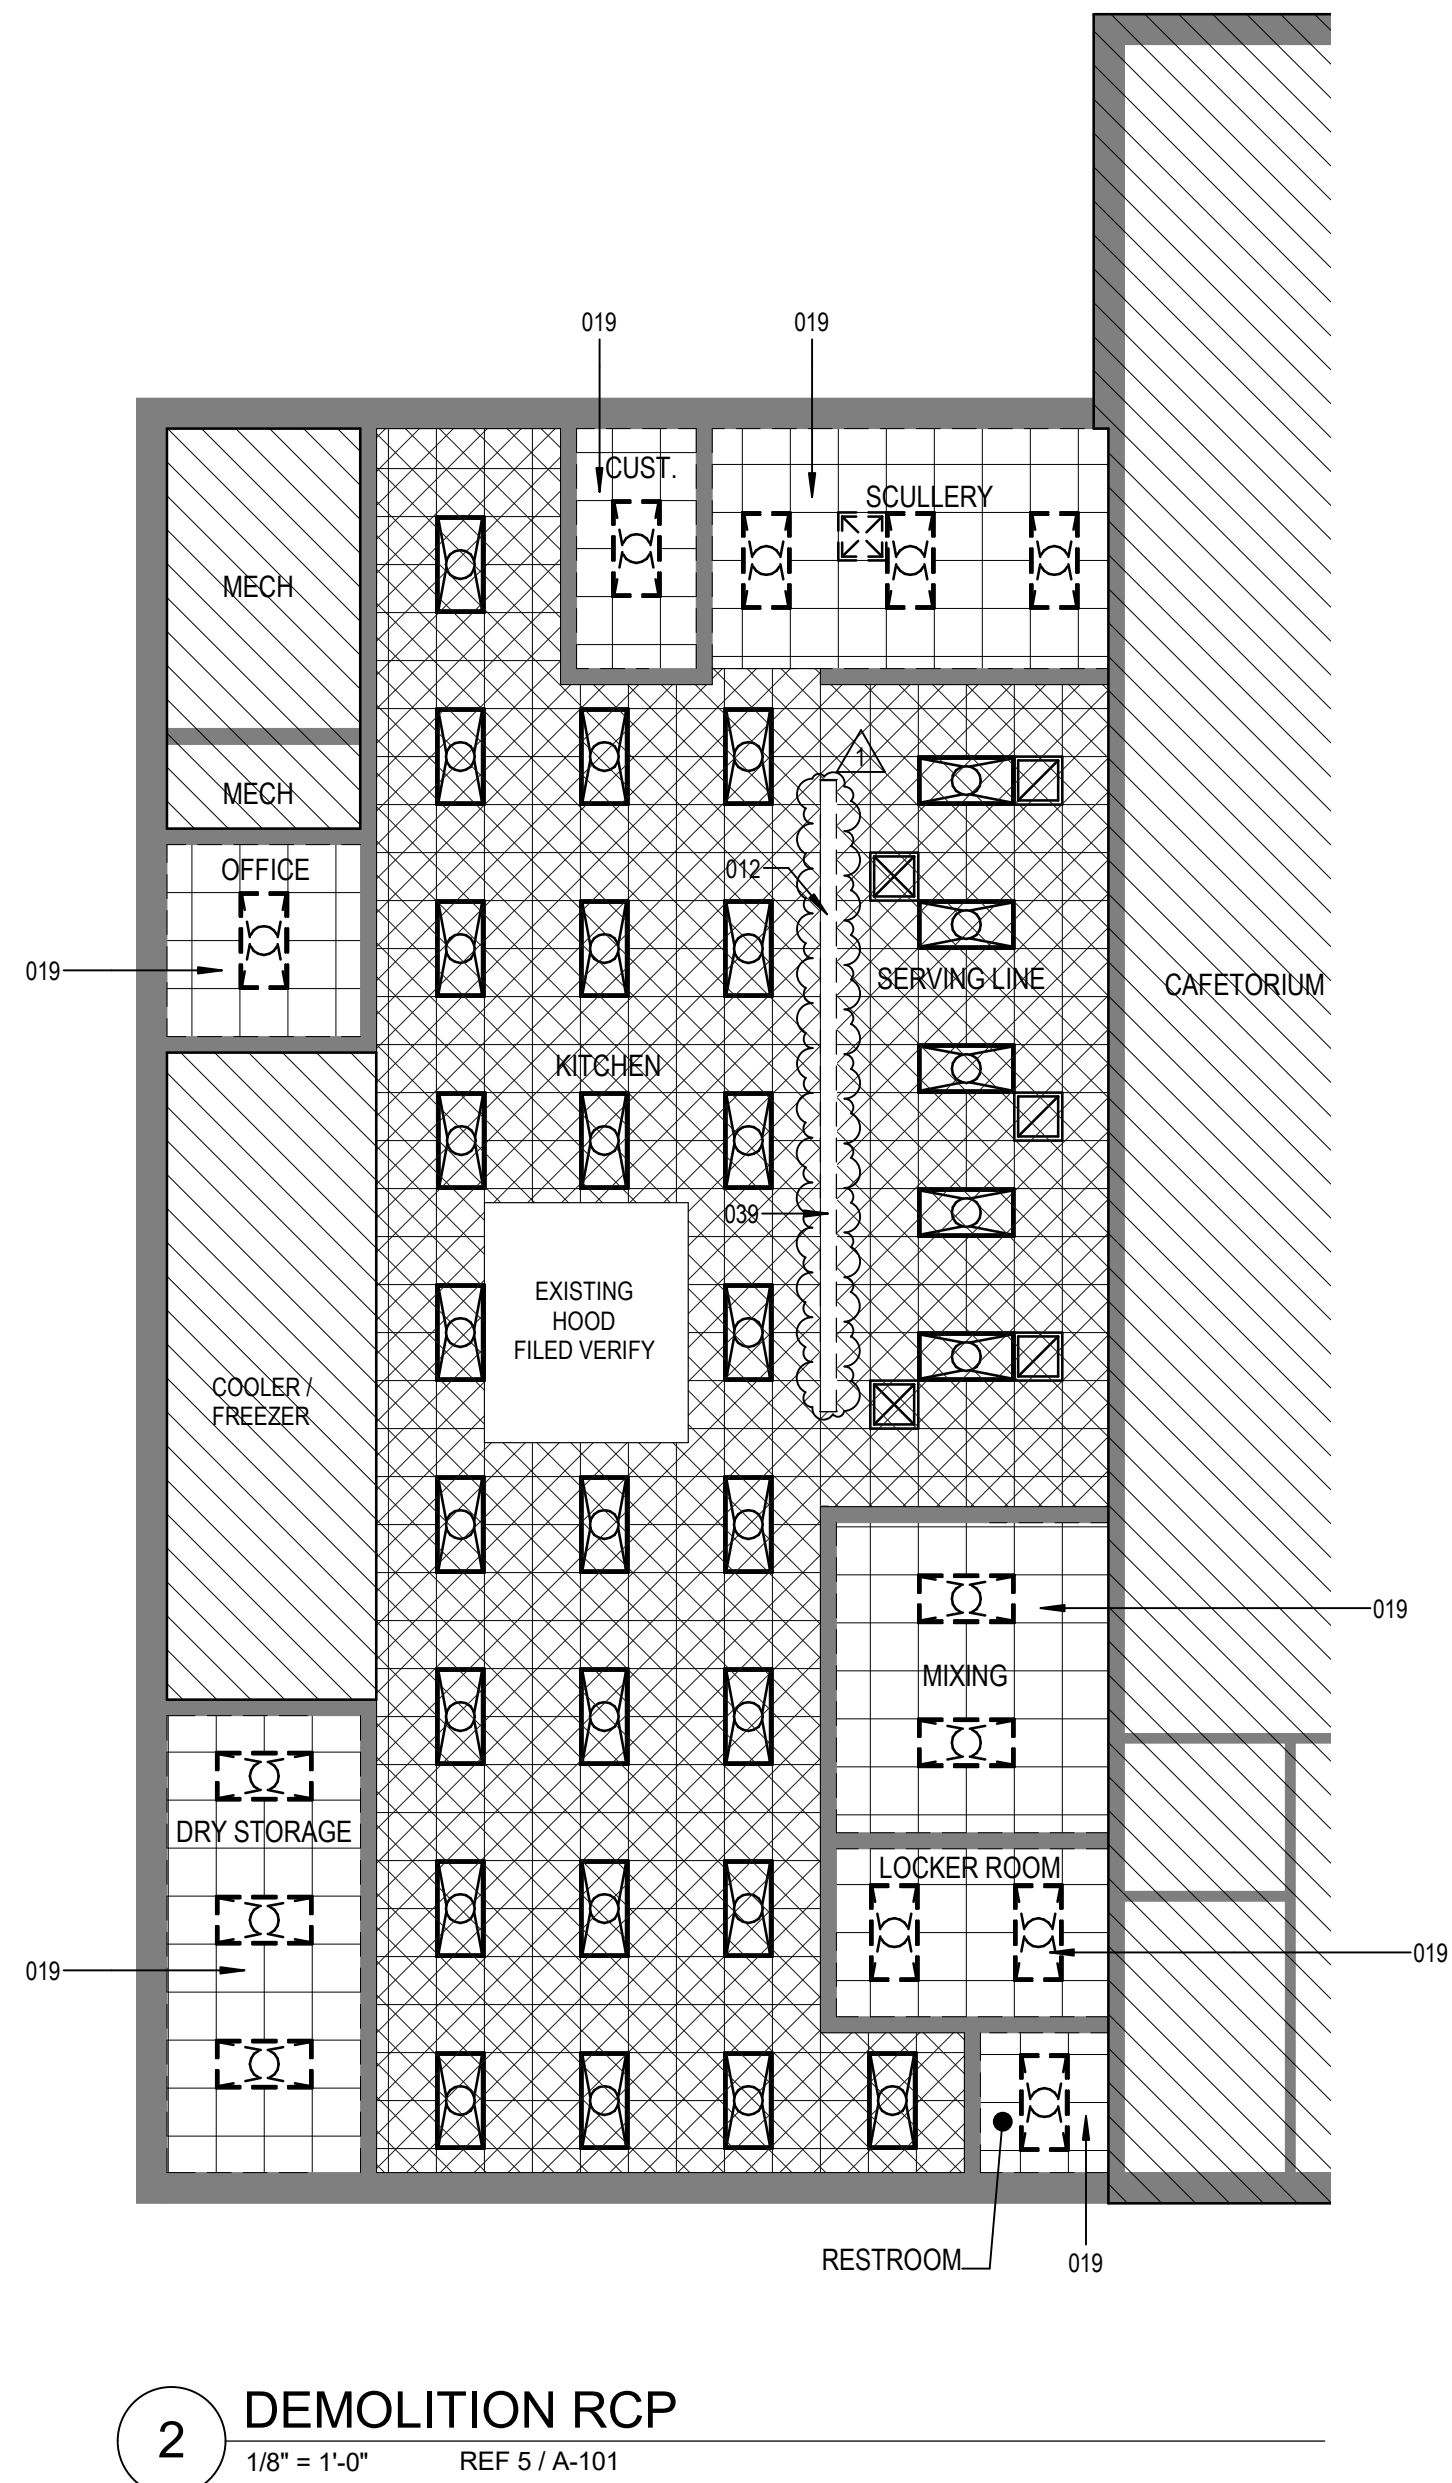 019
019
CUST.
SCULLERY
MECH
1
MECH
OFFICE
012
019
SERVING LINE
CAFETORIUM
KITCHEN
039
EXISTING
HOOD
FILED VERIFY
COOLER /
FREEZER
019
MIXING
DRY STORAGE
LOCKER ROOM
019
019
RESTROOM
019
2
DEMOLITION RCP
1/8" = 1'-0"
REF 5 / A-101